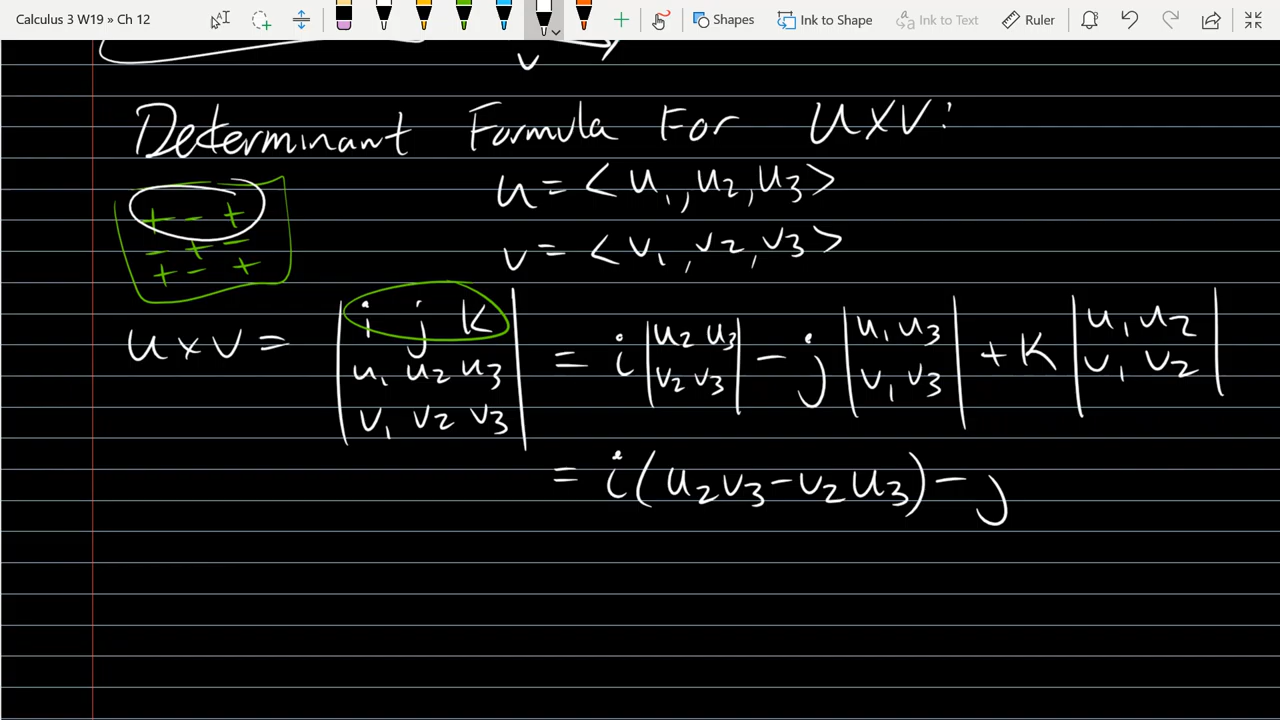 Calculus 3 W19 » Ch 12
Shapes
Ink to Shape
Ink to Text
Ruler
v
Determinant Formula For U×V:
u = < u₁, u₂, u₃ >
v = < v₁, v₂, v₃ >
+ - +
- + -
+ - +
u × v = | i j k | = i | u₂ u₃ | - j | u₁ u₃ | + k | u₁ u₂ |
| u₁ u₂ u₃ | | v₂ v₃ | | v₁ v₃ | | v₁ v₂ |
| v₁ v₂ v₃ |
= i ( u₂v₃ - v₂u₃ ) - j